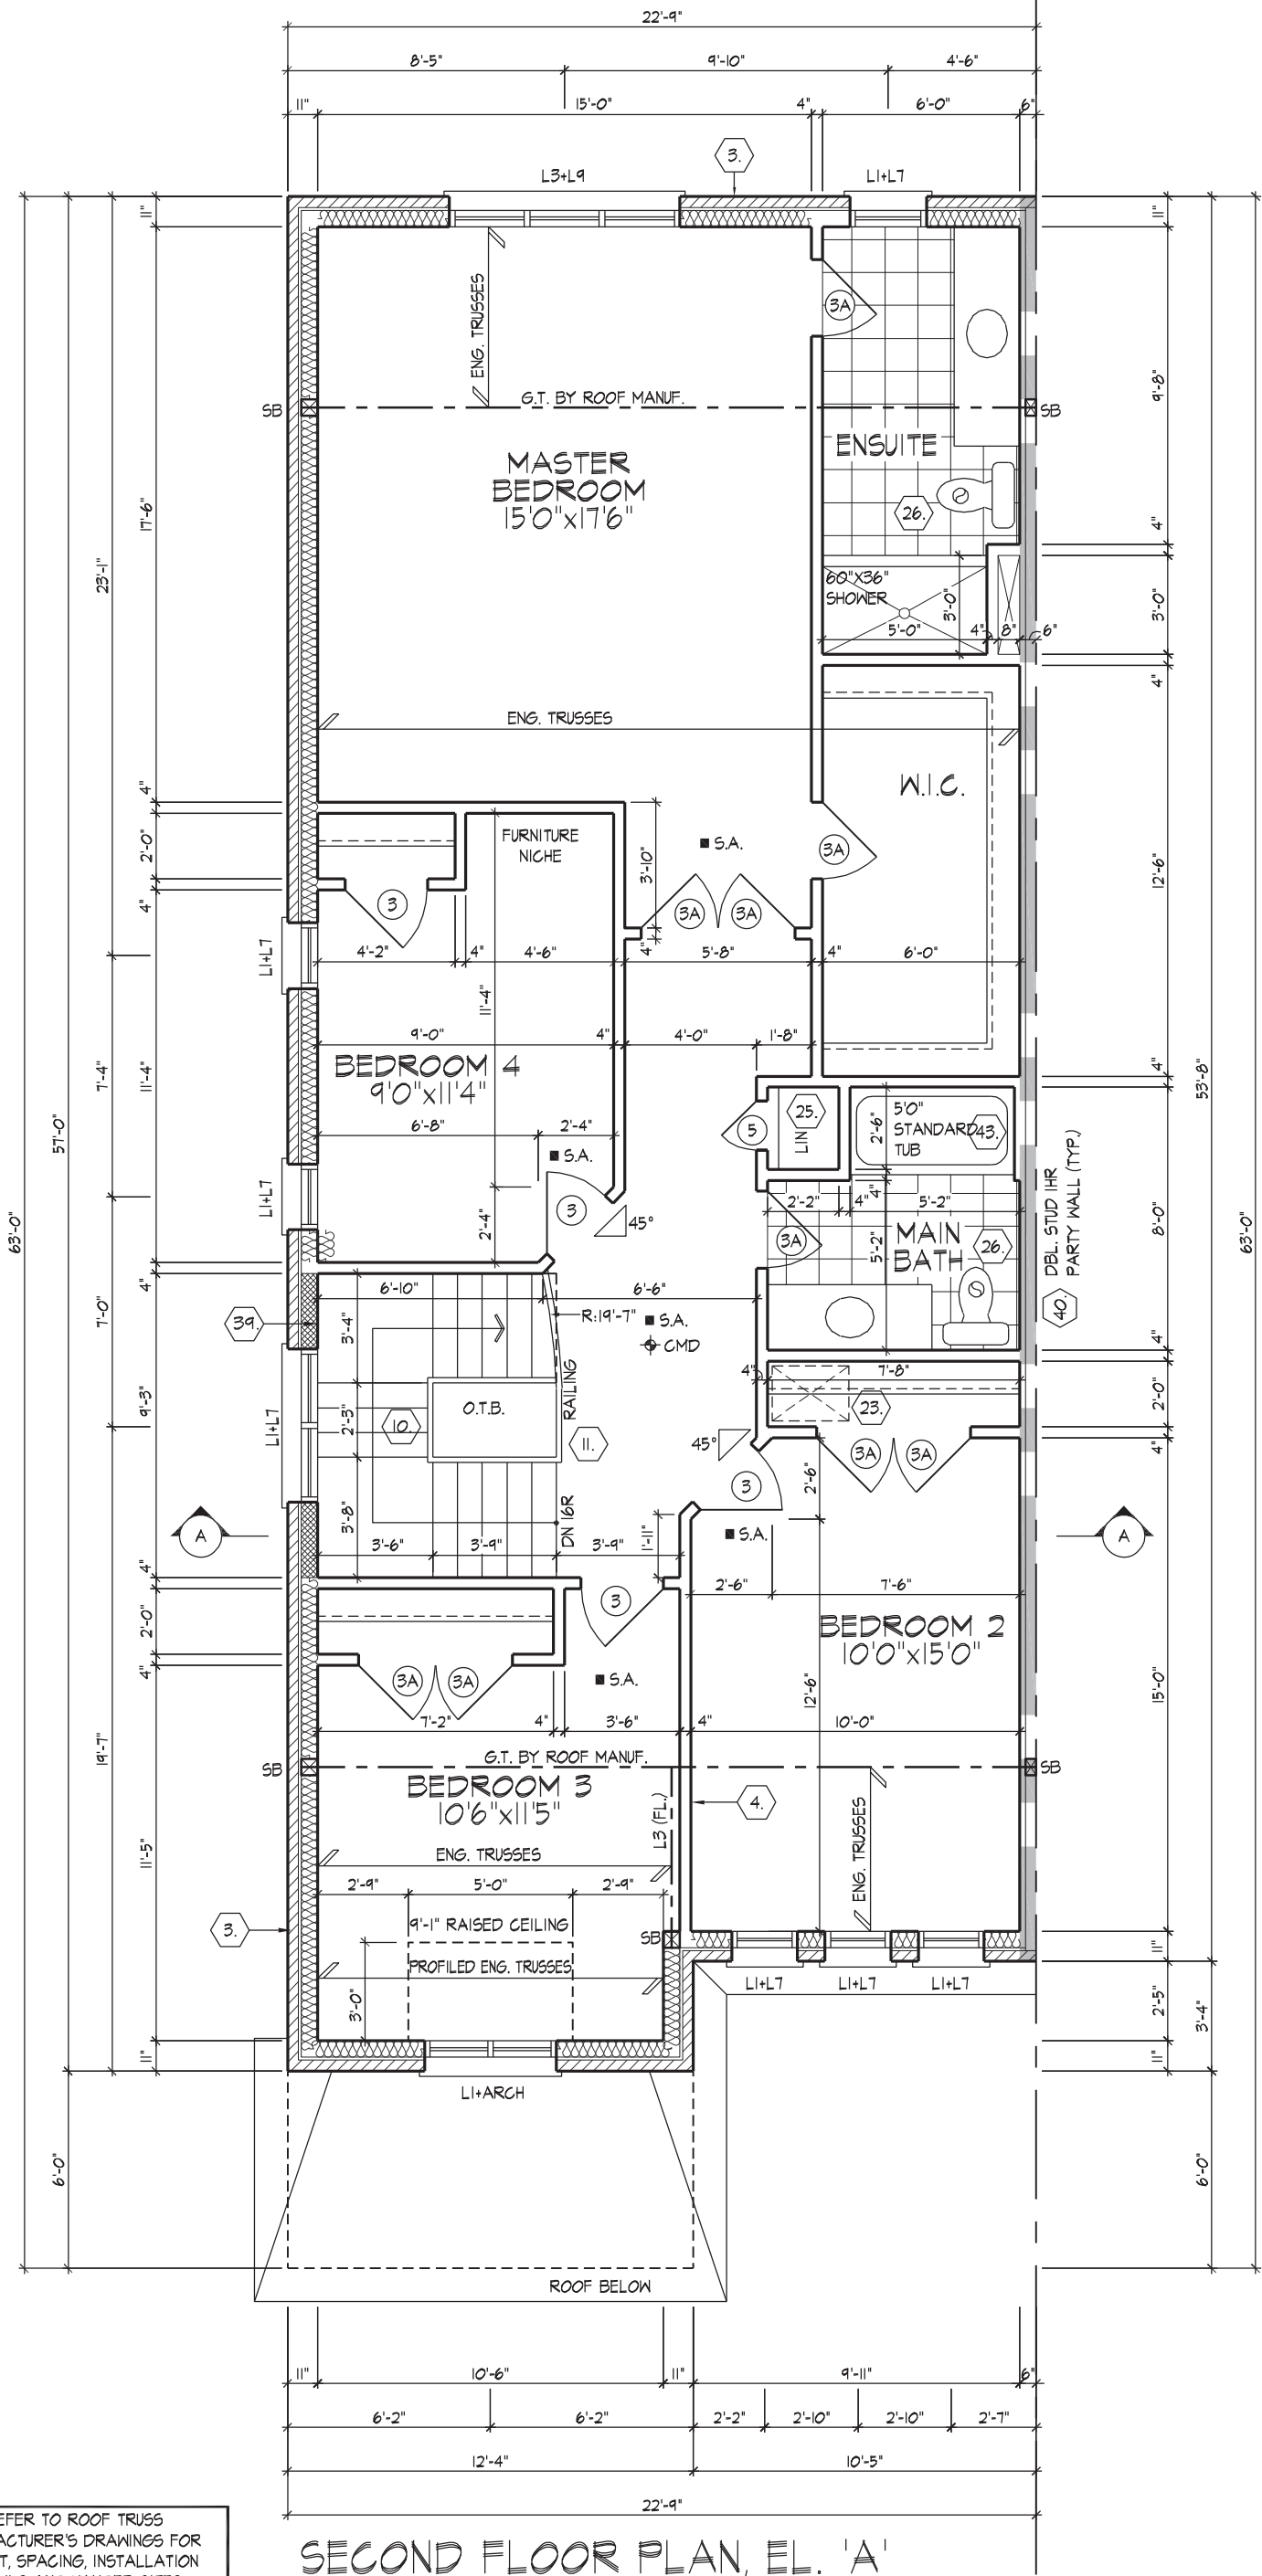 22'-9"
8'-5" 9'-10" 4'-6"
11" 15'-0" 4" 6'-0" 6"
3.
L3+L9 L1+L7
11" 11"
ENG. TRUSSES
3A
9'-8"
SB G.T. BY ROOF MANUF. SB
ENSUITE
MASTER
BEDROOM
15'0"x17'6"
26.
17'-6"
4"
23'-1"
60"X36"
SHOWER
3'-0"
3'-0"
5'-0" 4" 8" 6"
4"
ENG. TRUSSES
W.I.C.
4"
FURNITURE
NICHE
S.A.
3A
2'-0"
3'-10"
12'-6"
3
3A 3A
4"
L1+L7
4'-2" 4" 4'-6" 4" 5'-8" 4" 6'-0"
11'-4"
9'-0" 4" 4'-0" 1'-8"
BEDROOM 4
9'0"x11'4"
7'-4"
11'-4"
4"
53'-8"
57'-0"
6'-8" 2'-4"
5
25.
LIN
2'-6"
5'0"
STANDARD
TUB
43.
DBL. STUD 1HR
PARTY WALL (TYP.)
S.A.
L1+L7
3
45°
2'-2" 4" 4" 5'-2"
63'-0"
2'-4"
3A
5'-2"
MAIN
BATH
26.
8'-0"
63'-0"
4"
6'-10" 6'-6"
40.
7'-0"
39.
3'-4"
R:19'-7"
S.A.
CMD
4"
RAILING
4" 7'-8"
9'-3"
L1+L7
O.T.B.
10.
2'-3"
11.
23.
2'-0"
45°
3A 3A
4"
3
2'-6"
A
3'-8"
DN 16R
1'-11"
S.A.
A
3'-6" 3'-9" 3'-9"
4"
2'-6" 7'-6"
3
2'-0"
BEDROOM 2
10'0"x15'0"
4"
3A 3A
S.A.
12'-6"
15'-0"
7'-2" 4" 3'-6" 4" 10'-0"
19'-7"
SB G.T. BY ROOF MANUF. SB
BEDROOM 3
10'6"x11'5"
4.
L3 (FL.)
ENG. TRUSSES
ENG. TRUSSES
11'-5"
2'-9" 5'-0" 2'-9"
3.
9'-1" RAISED CEILING
SB
11"
PROFILED ENG. TRUSSES
L1+L7 L1+L7 L1+L7
3'-0"
2'-5"
3'-4"
11" 11"
L1+ARCH
6'-0" 6'-0"
ROOF BELOW
11" 10'-6" 11" 9'-11" 6"
6'-2" 6'-2" 2'-2" 2'-10" 2'-10" 2'-7"
12'-4" 10'-5"
22'-9"
EFER TO ROOF TRUSS
ACTURER'S DRAWINGS FOR
T, SPACING, INSTALLATION
SECOND FLOOR PLAN, EL. 'A'